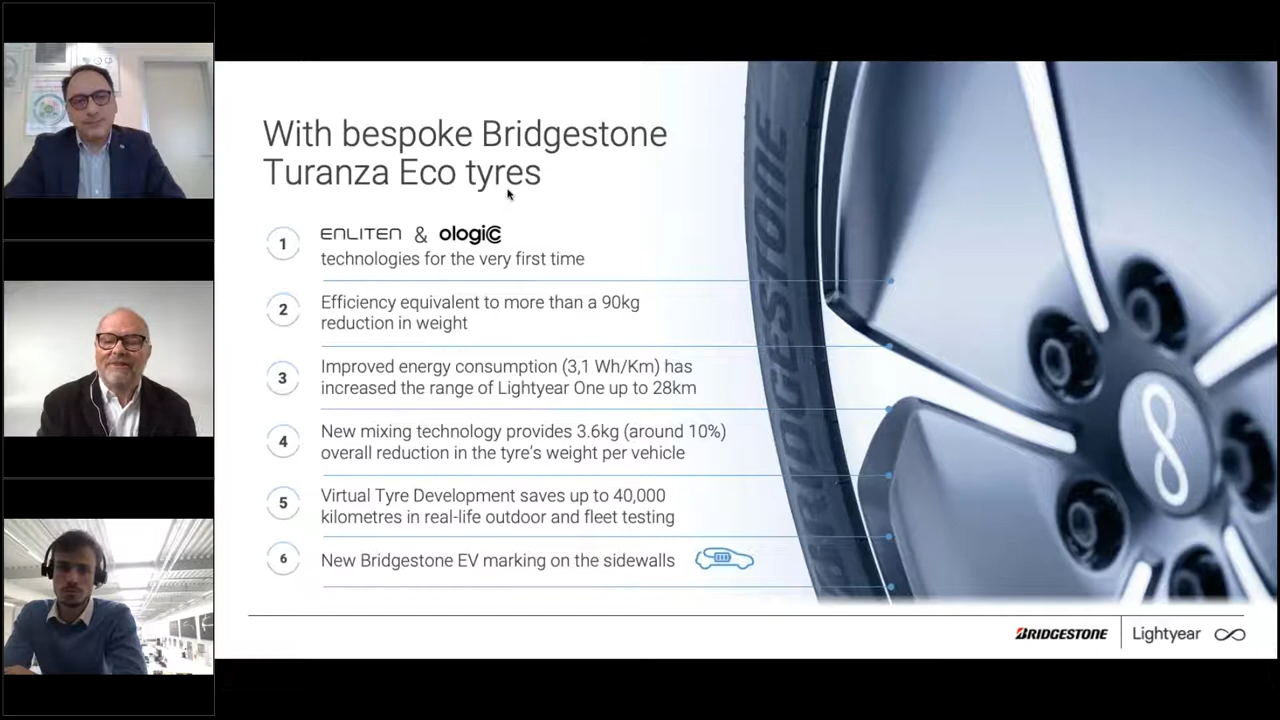 With bespoke Bridgestone
Turanza Eco tyres
1
ENLITEN & ologic
technologies for the very first time
2
Efficiency equivalent to more than a 90kg
reduction in weight
3
Improved energy consumption (3,1 Wh/Km) has
increased the range of Lightyear One up to 28km
4
New mixing technology provides 3.6kg (around 10%)
overall reduction in the tyre's weight per vehicle
5
Virtual Tyre Development saves up to 40,000
kilometres in real-life outdoor and fleet testing
6
New Bridgestone EV marking on the sidewalls
BRIDGESTONE
BRIDGESTONE
BRIDGESTONE Lightyear